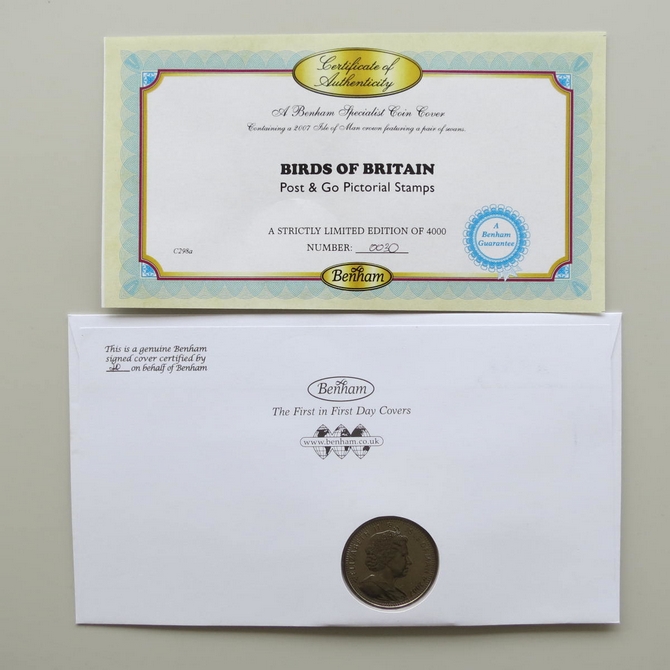 Certificate of
Authenticity
A Benham Specialist Coin Cover
Containing a 2007 Isle of Man crown featuring a pair of swans.
BIRDS OF BRITAIN
Post & Go Pictorial Stamps
A STRICTLY LIMITED EDITION OF 4000
NUMBER: 0030
C298a
A
Benham
Guarantee
Benham
This is a genuine Benham
signed cover certified by
on behalf of Benham
Benham
The First in First Day Covers
www.benham.co.uk
ELIZABETH